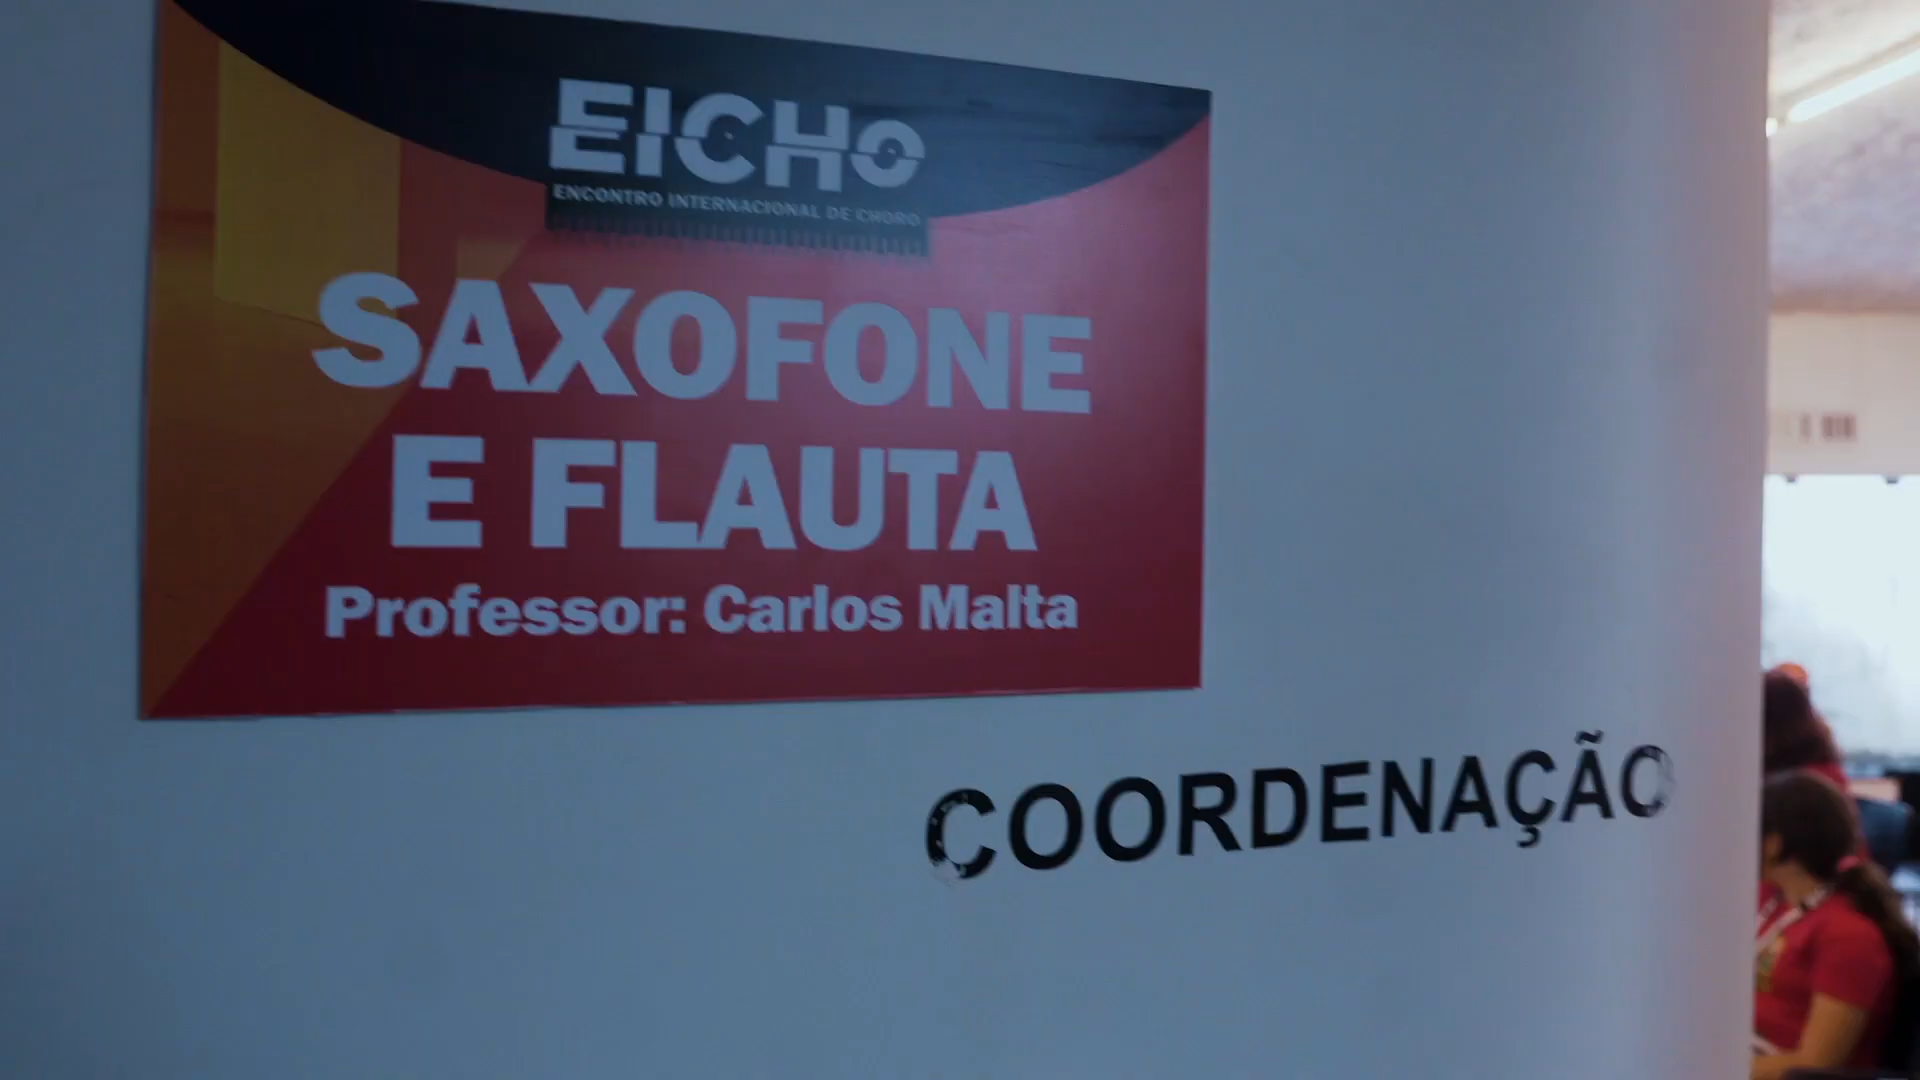 EICHO
ENCONTRO INTERNACIONAL DE CHORO
SAXOFONE
E FLAUTA
Professor: Carlos Malta
COORDENAÇÃO